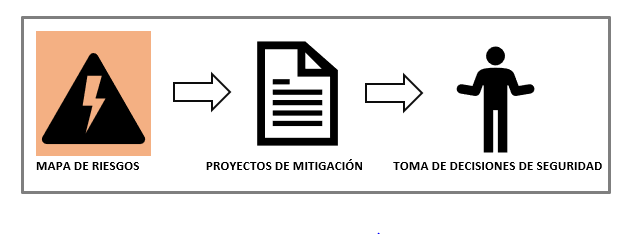 MAPA DE RIESGOS
PROYECTOS DE MITIGACIÓN
TOMA DE DECISIONES DE SEGURIDAD